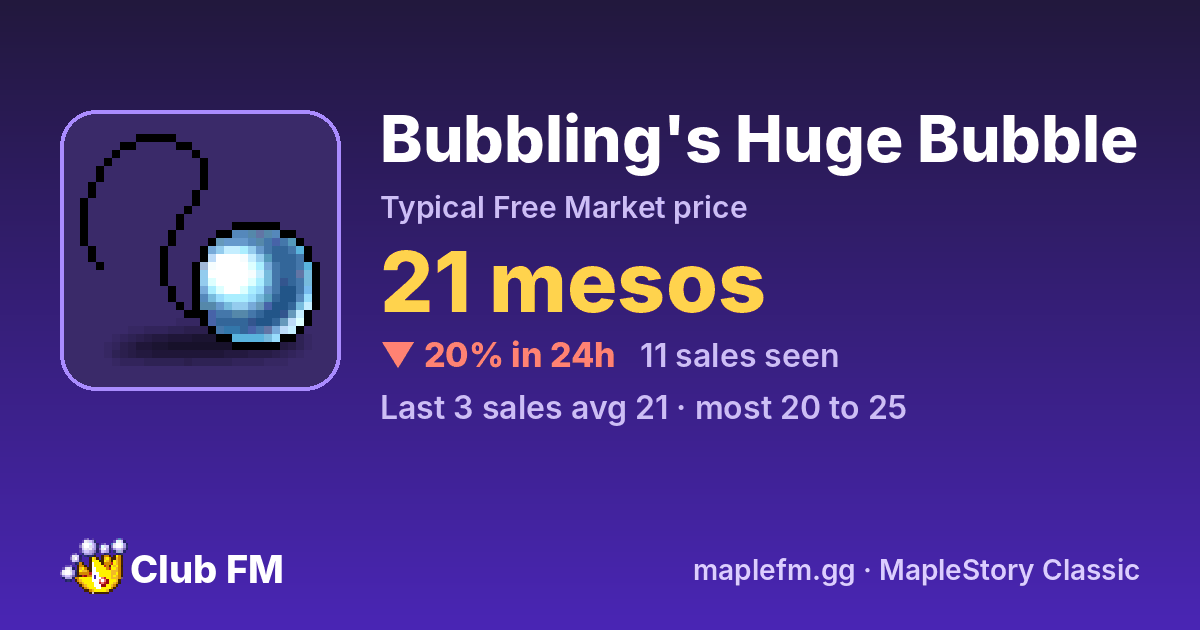 Bubbling's Huge Bubble
Typical Free Market price
21 mesos
▼ 20% in 24h 11 sales seen
Last 3 sales avg 21 · most 20 to 25
Club FM
maplefm.gg · MapleStory Classic